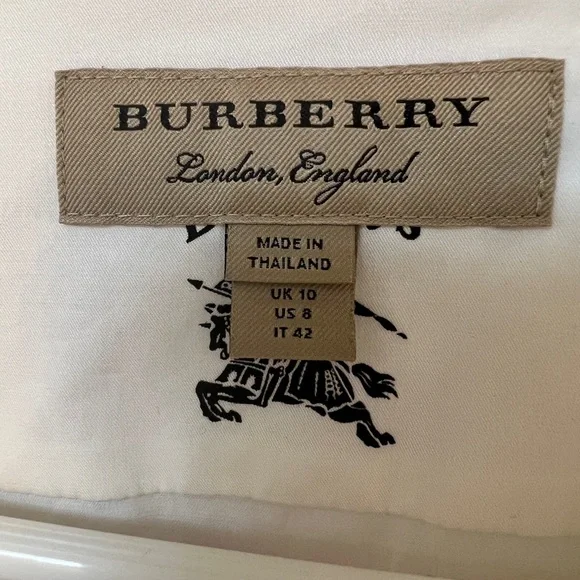 BURBERRY
London, England
MADE IN
THAILAND
UK 10
US 8
IT 42